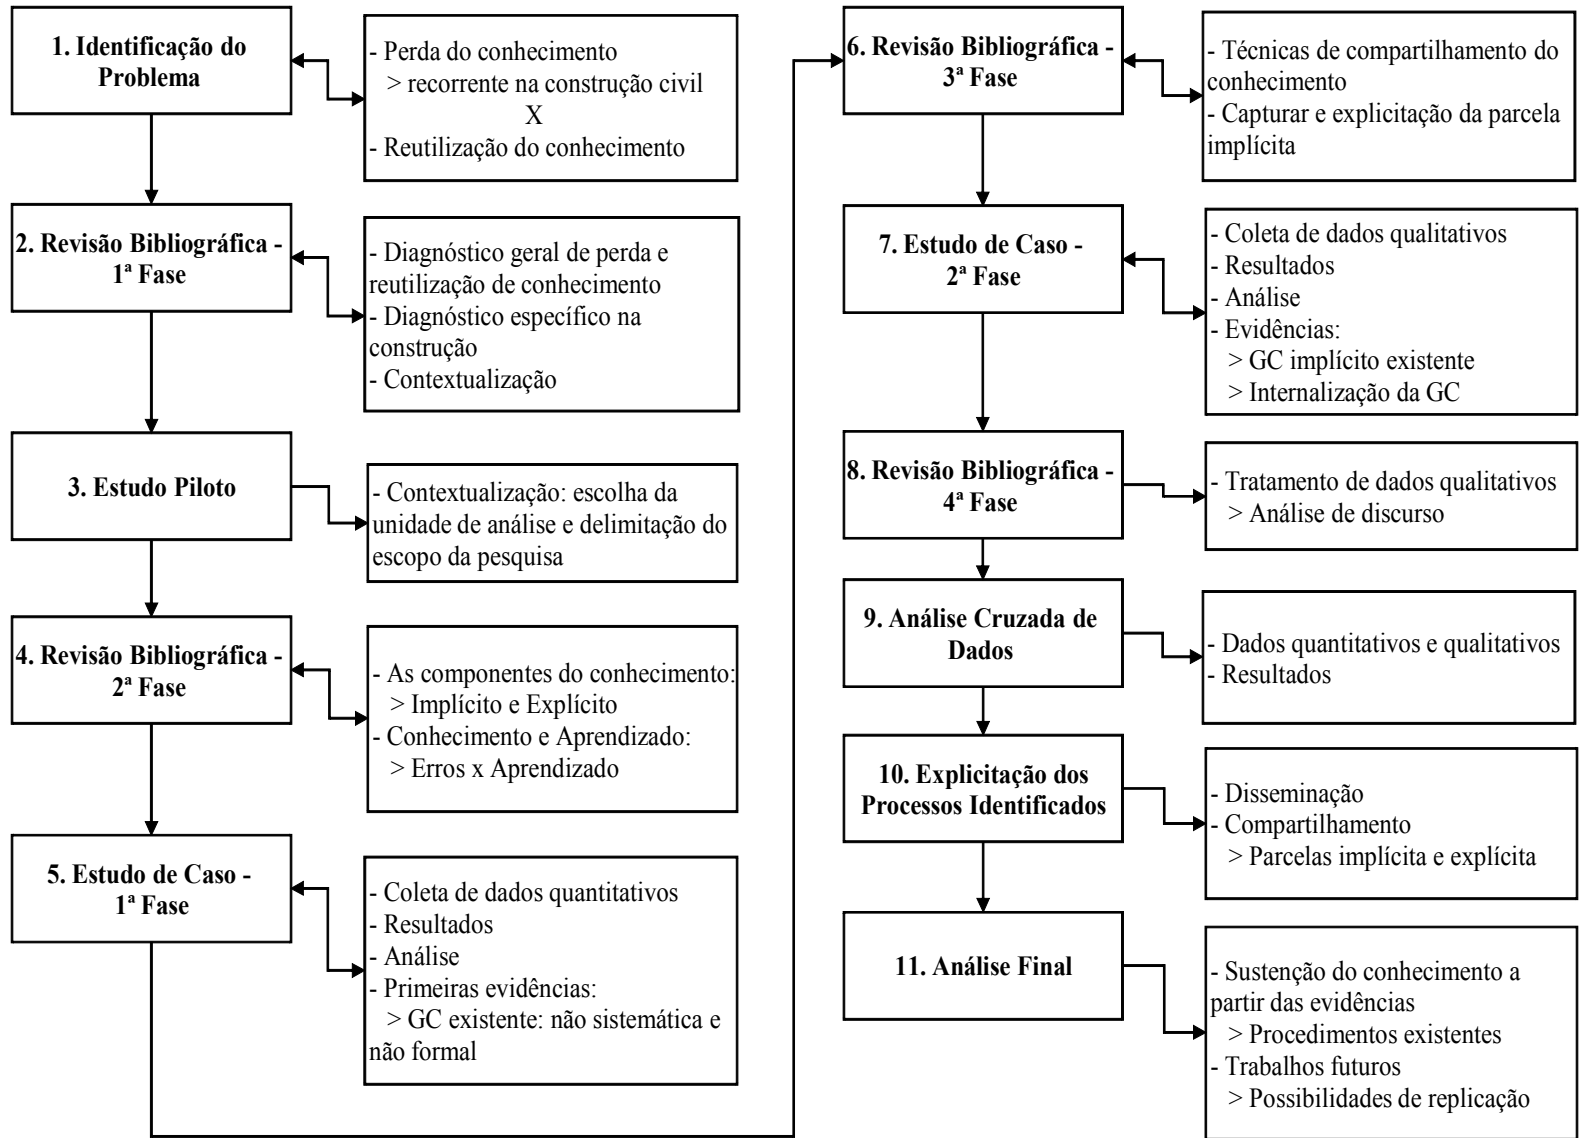 1. Identificação do
Problema
- Perda do conhecimento
> recorrente na construção civil
X
- Reutilização do conhecimento
2. Revisão Bibliográfica -
1ª Fase
- Diagnóstico geral de perda e
reutilização de conhecimento
- Diagnóstico específico na
construção
- Contextualização
3. Estudo Piloto
- Contextualização: escolha da
unidade de análise e delimitação do
escopo da pesquisa
4. Revisão Bibliográfica -
2ª Fase
- As componentes do conhecimento:
> Implícito e Explícito
- Conhecimento e Aprendizado:
> Erros x Aprendizado
5. Estudo de Caso -
1ª Fase
- Coleta de dados quantitativos
- Resultados
- Análise
- Primeiras evidências:
> GC existente: não sistemática e
não formal
6. Revisão Bibliográfica -
3ª Fase
- Técnicas de compartilhamento do
conhecimento
- Capturar e explicitação da parcela
implícita
7. Estudo de Caso -
2ª Fase
- Coleta de dados qualitativos
- Resultados
- Análise
- Evidências:
> GC implícito existente
> Internalização da GC
8. Revisão Bibliográfica -
4ª Fase
- Tratamento de dados qualitativos
> Análise de discurso
9. Análise Cruzada de
Dados
- Dados quantitativos e qualitativos
- Resultados
10. Explicitação dos
Processos Identificados
- Disseminação
- Compartilhamento
> Parcelas implícita e explícita
11. Análise Final
- Sustenção do conhecimento a
partir das evidências
> Procedimentos existentes
- Trabalhos futuros
> Possibilidades de replicação